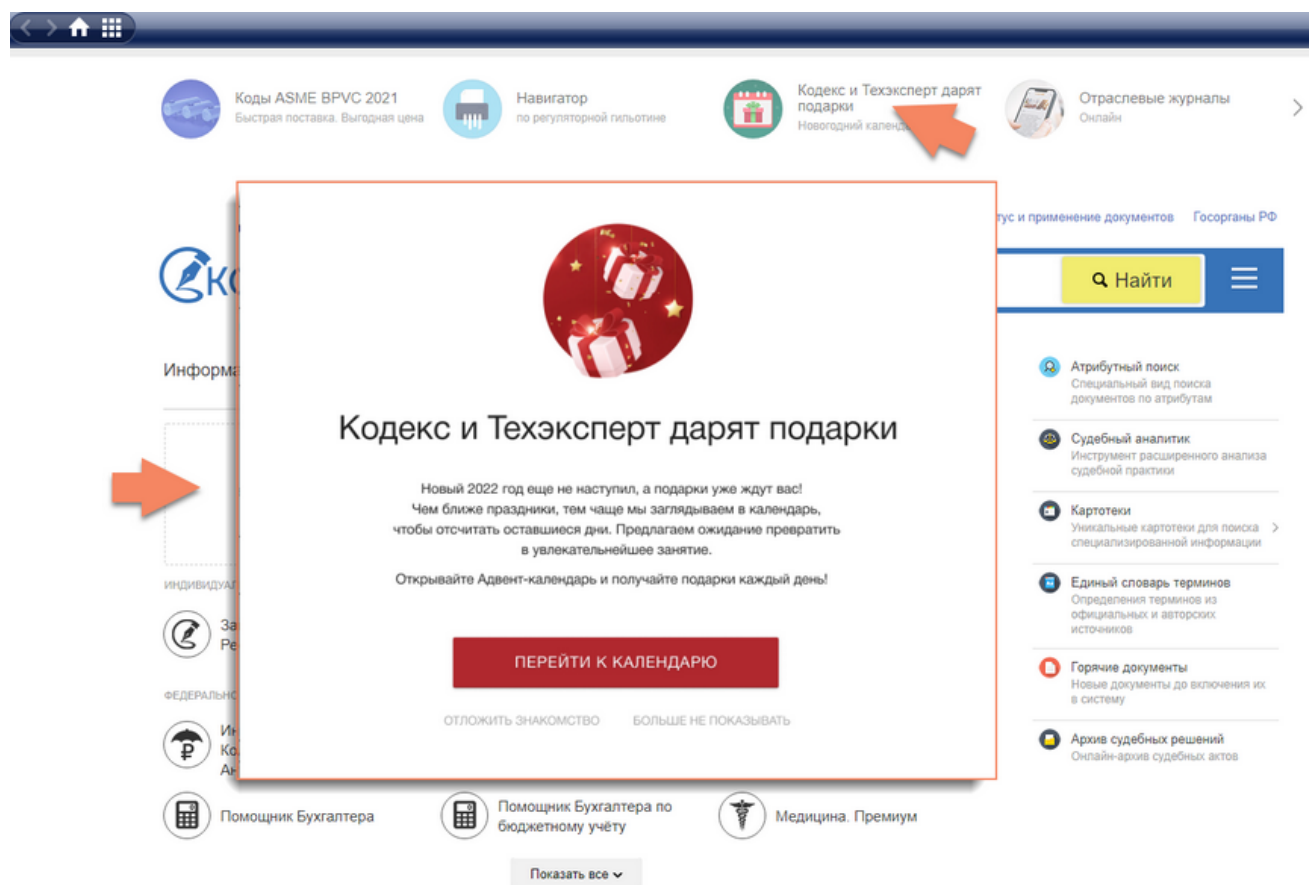 Коды ASME BPVC 2021
Быстрая поставка. Выгодная цена
Навигатор
по регуляторной гильотине
Кодекс и Техэксперт дарят
подарки
Новогодний
Отраслевые журналы
Онлайн
и применение документов Госорганы РФ
Найти
Кодекс и Техэксперт дарят подарки
Новый 2022 год еще не наступил, а подарки уже ждут вас!
Чем ближе праздники, тем чаще мы заглядываем в календарь,
чтобы отсчитать оставшиеся дни. Предлагаем ожидание превратить
в увлекательнейшее занятие.
Открывайте Адвент-календарь и получайте подарки каждый день!
ПЕРЕЙТИ К КАЛЕНДАРЮ
ОТЛОЖИТЬ ЗНАКОМСТВО БОЛЬШЕ НЕ ПОКАЗЫВАТЬ
Атрибутный поиск
Специальный вид поиска
документов по атрибутам
Судебный аналитик
Инструмент расширенного анализа
судебной практики
Картотеки
Уникальные картотеки для поиска
специализированной информации
Единый словарь терминов
Определения терминов из
официальных и авторских
источников
Горячие документы
Новые документы до включения их
в систему
Архив судебных решений
Онлайн-архив судебных актов
Помощник Бухгалтера
Помощник Бухгалтера по
бюджетному учёту
Медицина. Премиум
Показать все